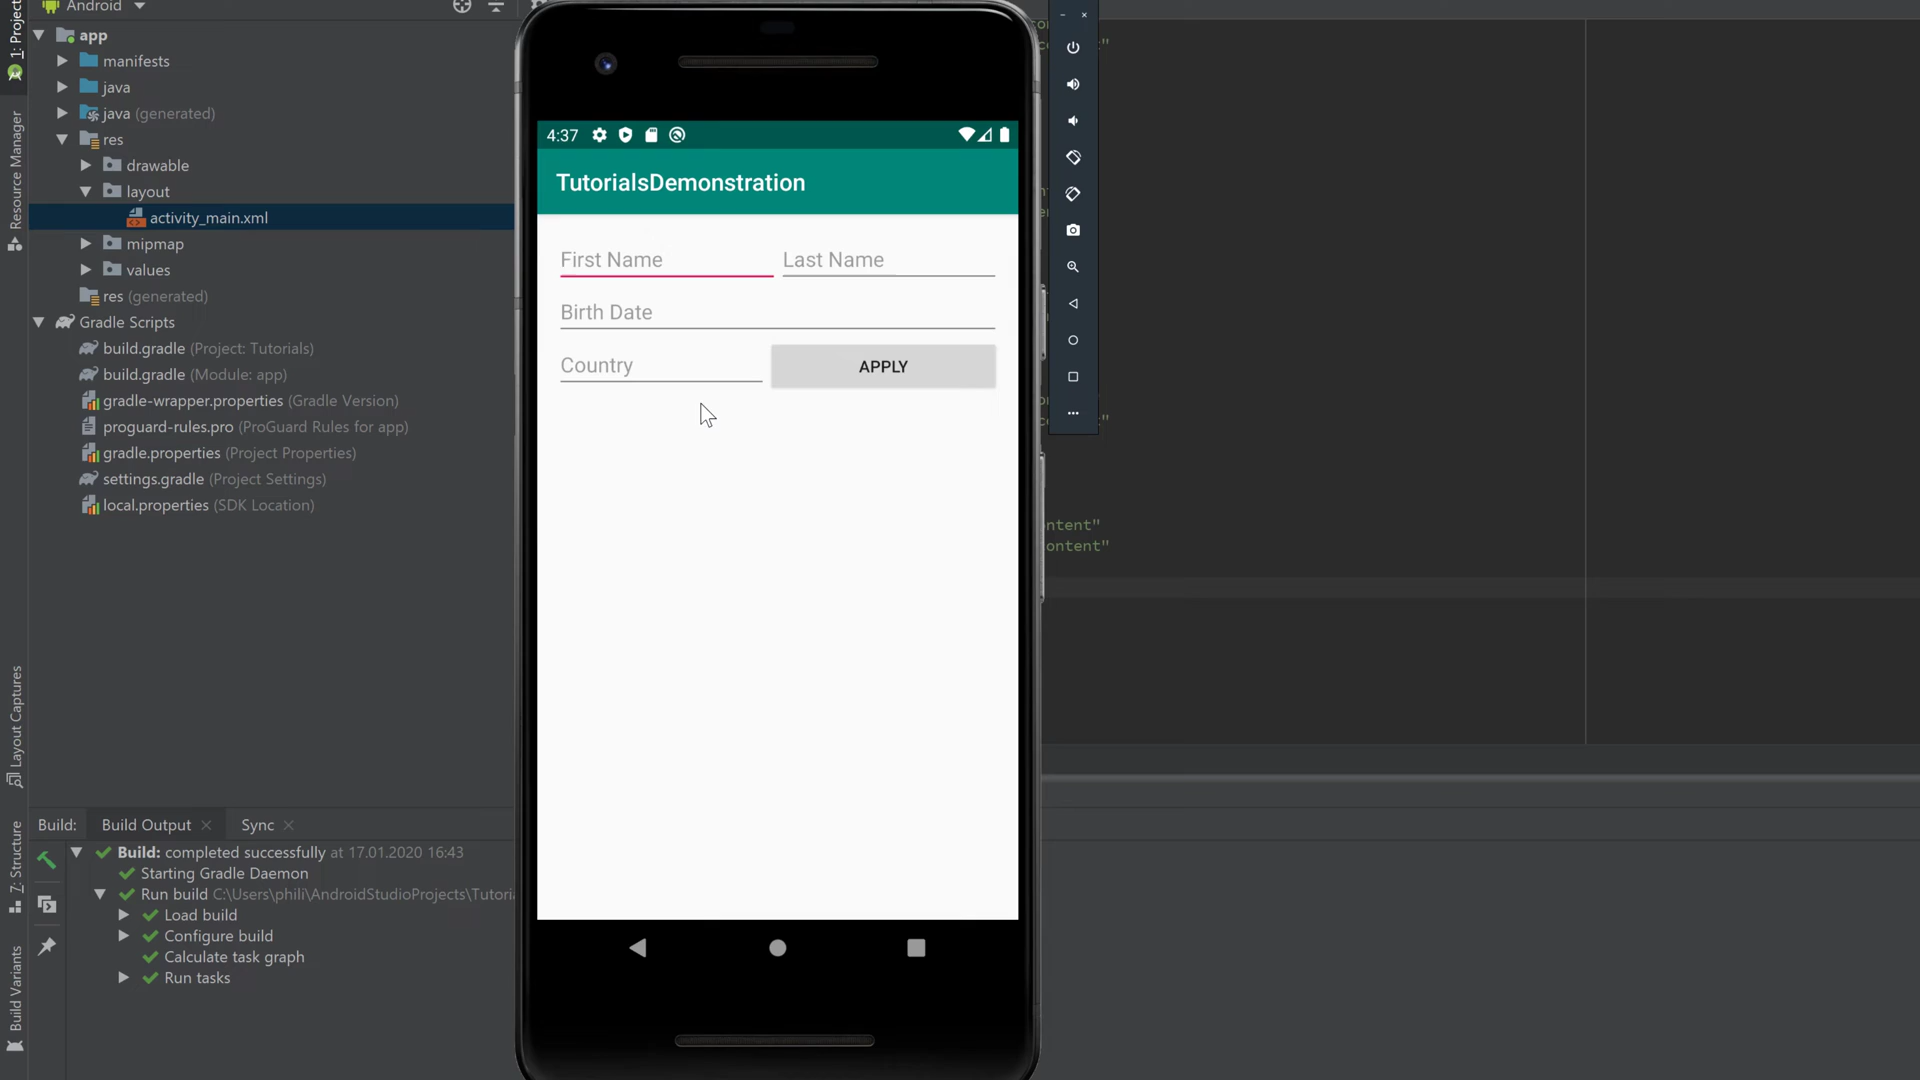 Android
1: Project
app
manifests
java
java (generated)
res
drawable
layout
activity_main.xml
mipmap
values
res (generated)
Gradle Scripts
build.gradle (Project: Tutorials)
build.gradle (Module: app)
gradle-wrapper.properties (Gradle Version)
proguard-rules.pro (ProGuard Rules for app)
gradle.properties (Project Properties)
settings.gradle (Project Settings)
local.properties (SDK Location)
Resource Manager
Layout Captures
7: Structure
Build Variants
4:37
TutorialsDemonstration
First Name
Last Name
Birth Date
Country
APPLY
ntent"
ontent"
Build:
Build Output
Sync
Build: completed successfully at 17.01.2020 16:43
Starting Gradle Daemon
Run build C:\Users\phili\AndroidStudioProjects\Tutori
Load build
Configure build
Calculate task graph
Run tasks